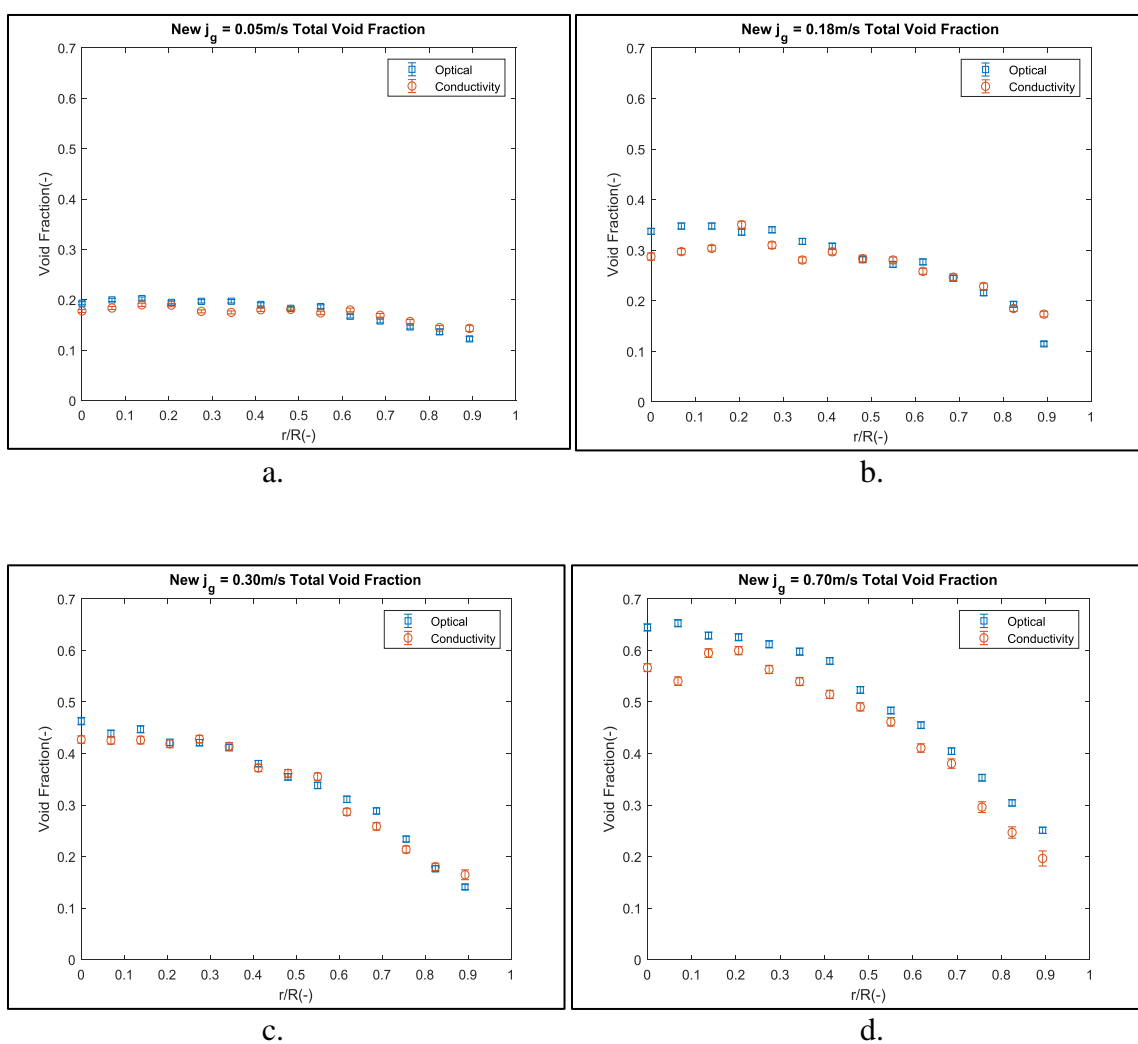 New j_g = 0.05m/s Total Void Fraction
Optical
Conductivity
Void Fraction(-)
0.7
0.6
0.5
0.4
0.3
0.2
0.1
0
0 0.1 0.2 0.3 0.4 0.5 0.6 0.7 0.8 0.9 1
r/R(-)
a.
New j_g = 0.18m/s Total Void Fraction
Optical
Conductivity
Void Fraction(-)
0.7
0.6
0.5
0.4
0.3
0.2
0.1
0
0 0.1 0.2 0.3 0.4 0.5 0.6 0.7 0.8 0.9 1
r/R(-)
b.
New j_g = 0.30m/s Total Void Fraction
Optical
Conductivity
Void Fraction(-)
0.7
0.6
0.5
0.4
0.3
0.2
0.1
0
0 0.1 0.2 0.3 0.4 0.5 0.6 0.7 0.8 0.9 1
r/R(-)
c.
New j_g = 0.70m/s Total Void Fraction
Optical
Conductivity
Void Fraction(-)
0.7
0.6
0.5
0.4
0.3
0.2
0.1
0
0 0.1 0.2 0.3 0.4 0.5 0.6 0.7 0.8 0.9 1
r/R(-)
d.